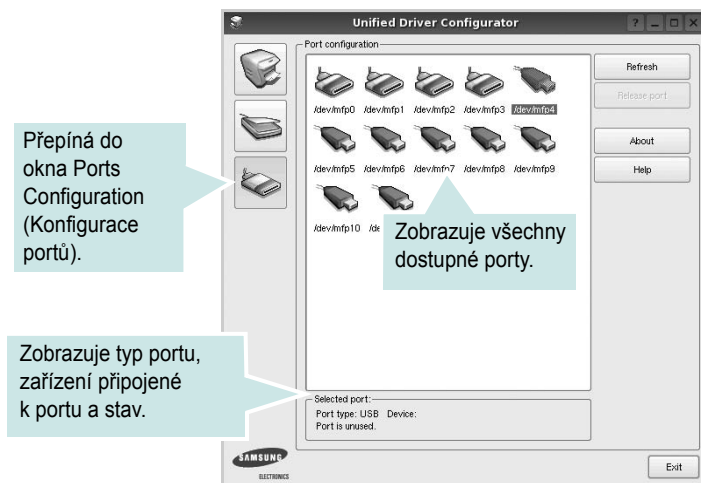 Unified Driver Configurator
Port configuration
/dev/mfp0 /dev/mfp1 /dev/mfp2 /dev/mfp3 /dev/mfp4
/dev/mfp5 /dev/mfp6 /dev/mfp7 /dev/mfp8 /dev/mfp9
/dev/mfp10
Refresh
Release port
About
Help
Přepíná do
okna Ports
Configuration
(Konfigurace
portů).
Zobrazuje všechny
dostupné porty.
Zobrazuje typ portu,
zařízení připojené
k portu a stav.
Selected port:
Port type: USB Device:
Port is unused.
SAMSUNG
ELECTRONICS
Exit